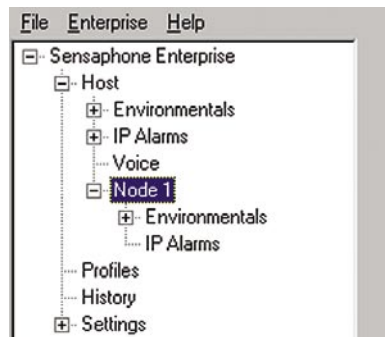 File Enterprise Help
Sensaphone Enterprise
Host
Environmentals
IP Alarms
Voice
Node 1
Environmentals
IP Alarms
Profiles
History
Settings